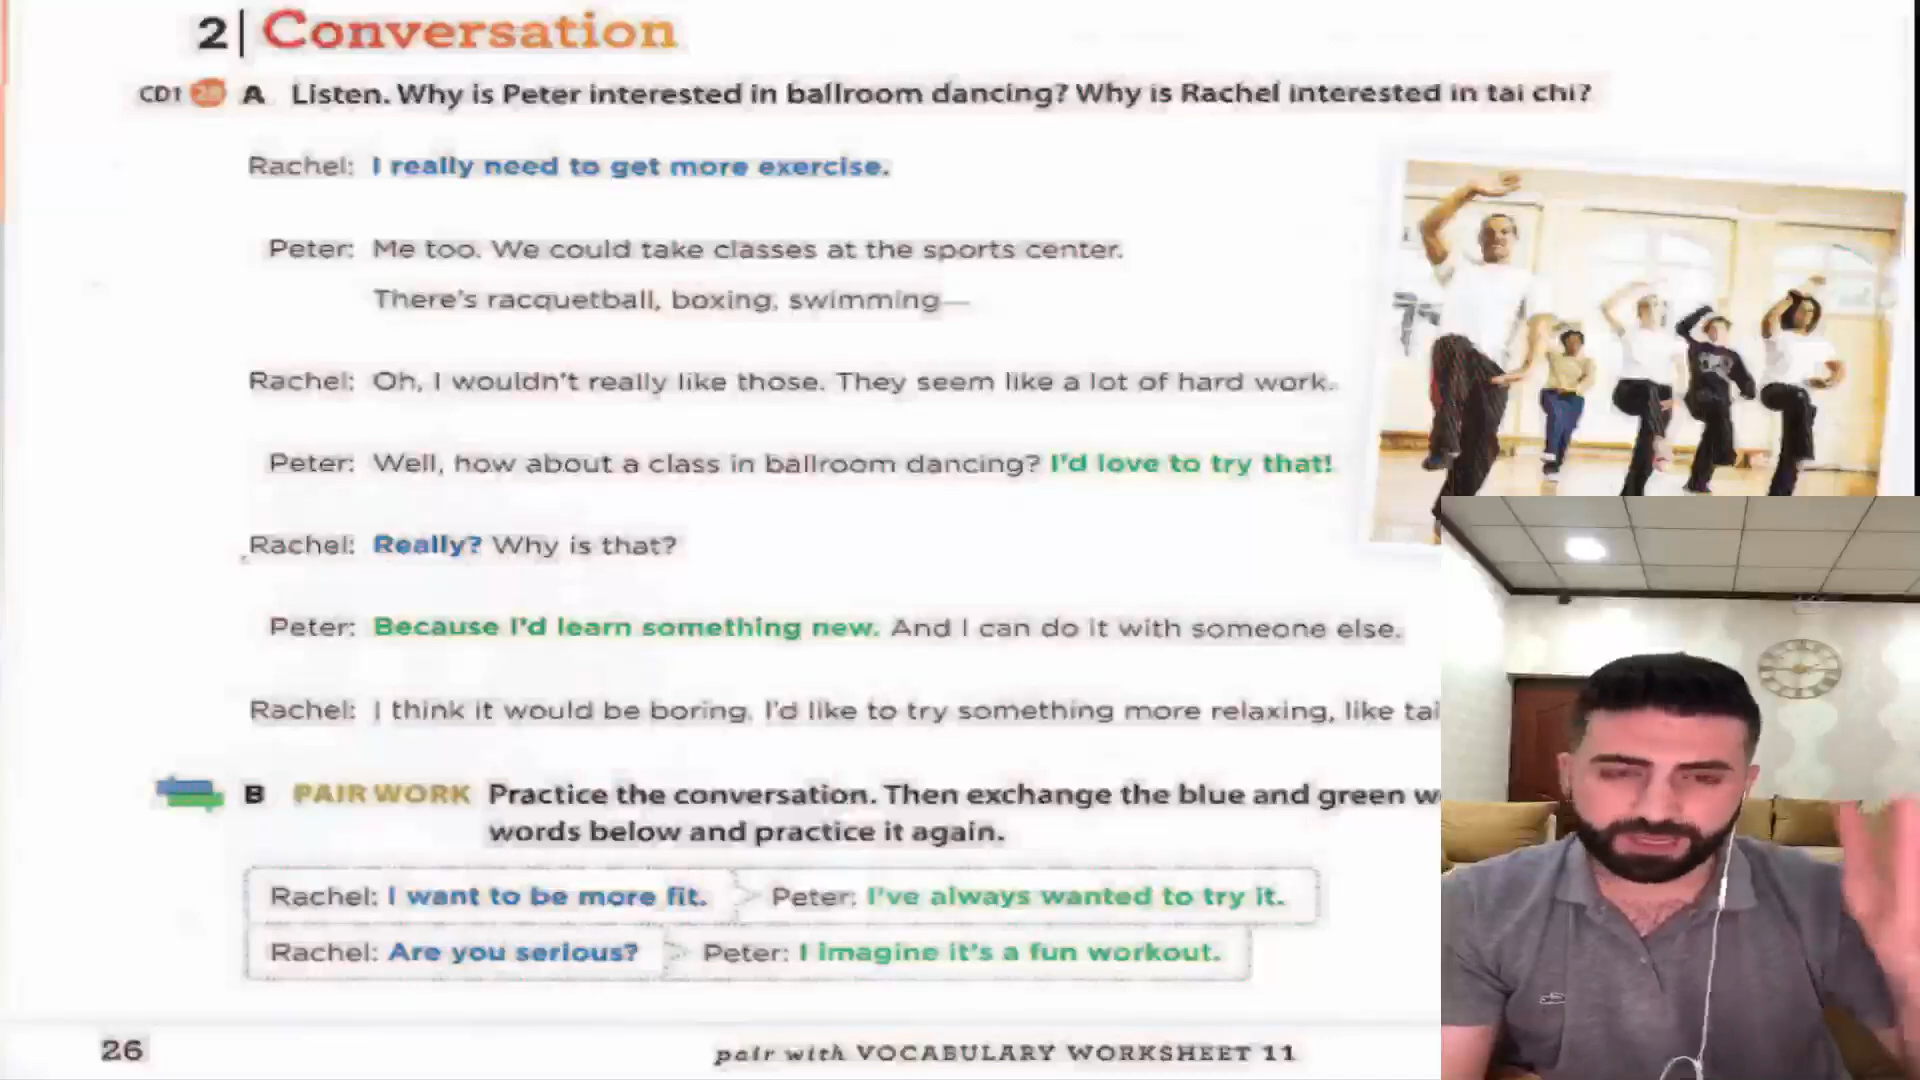 2 | Conversation
CD1 28 A Listen. Why is Peter interested in ballroom dancing? Why is Rachel interested in tai chi?
Rachel: I really need to get more exercise.
Peter: Me too. We could take classes at the sports center.
There's racquetball, boxing, swimming—
Rachel: Oh, I wouldn't really like those. They seem like a lot of hard work.
Peter: Well, how about a class in ballroom dancing? I'd love to try that!
Rachel: Really? Why is that?
Peter: Because I'd learn something new. And I can do it with someone else.
Rachel: I think it would be boring. I'd like to try something more relaxing, like tai
B PAIR WORK Practice the conversation. Then exchange the blue and green w
words below and practice it again.
Rachel: I want to be more fit. Peter: I've always wanted to try it.
Rachel: Are you serious? Peter: I imagine it's a fun workout.
26
pair with VOCABULARY WORKSHEET 11